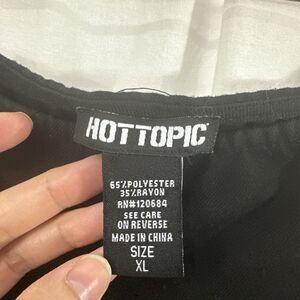 HOTTOPIC
65%POLYESTER
35%RAYON
RN#120684
SEE CARE
ON REVERSE
MADE IN CHINA
SIZE
XL